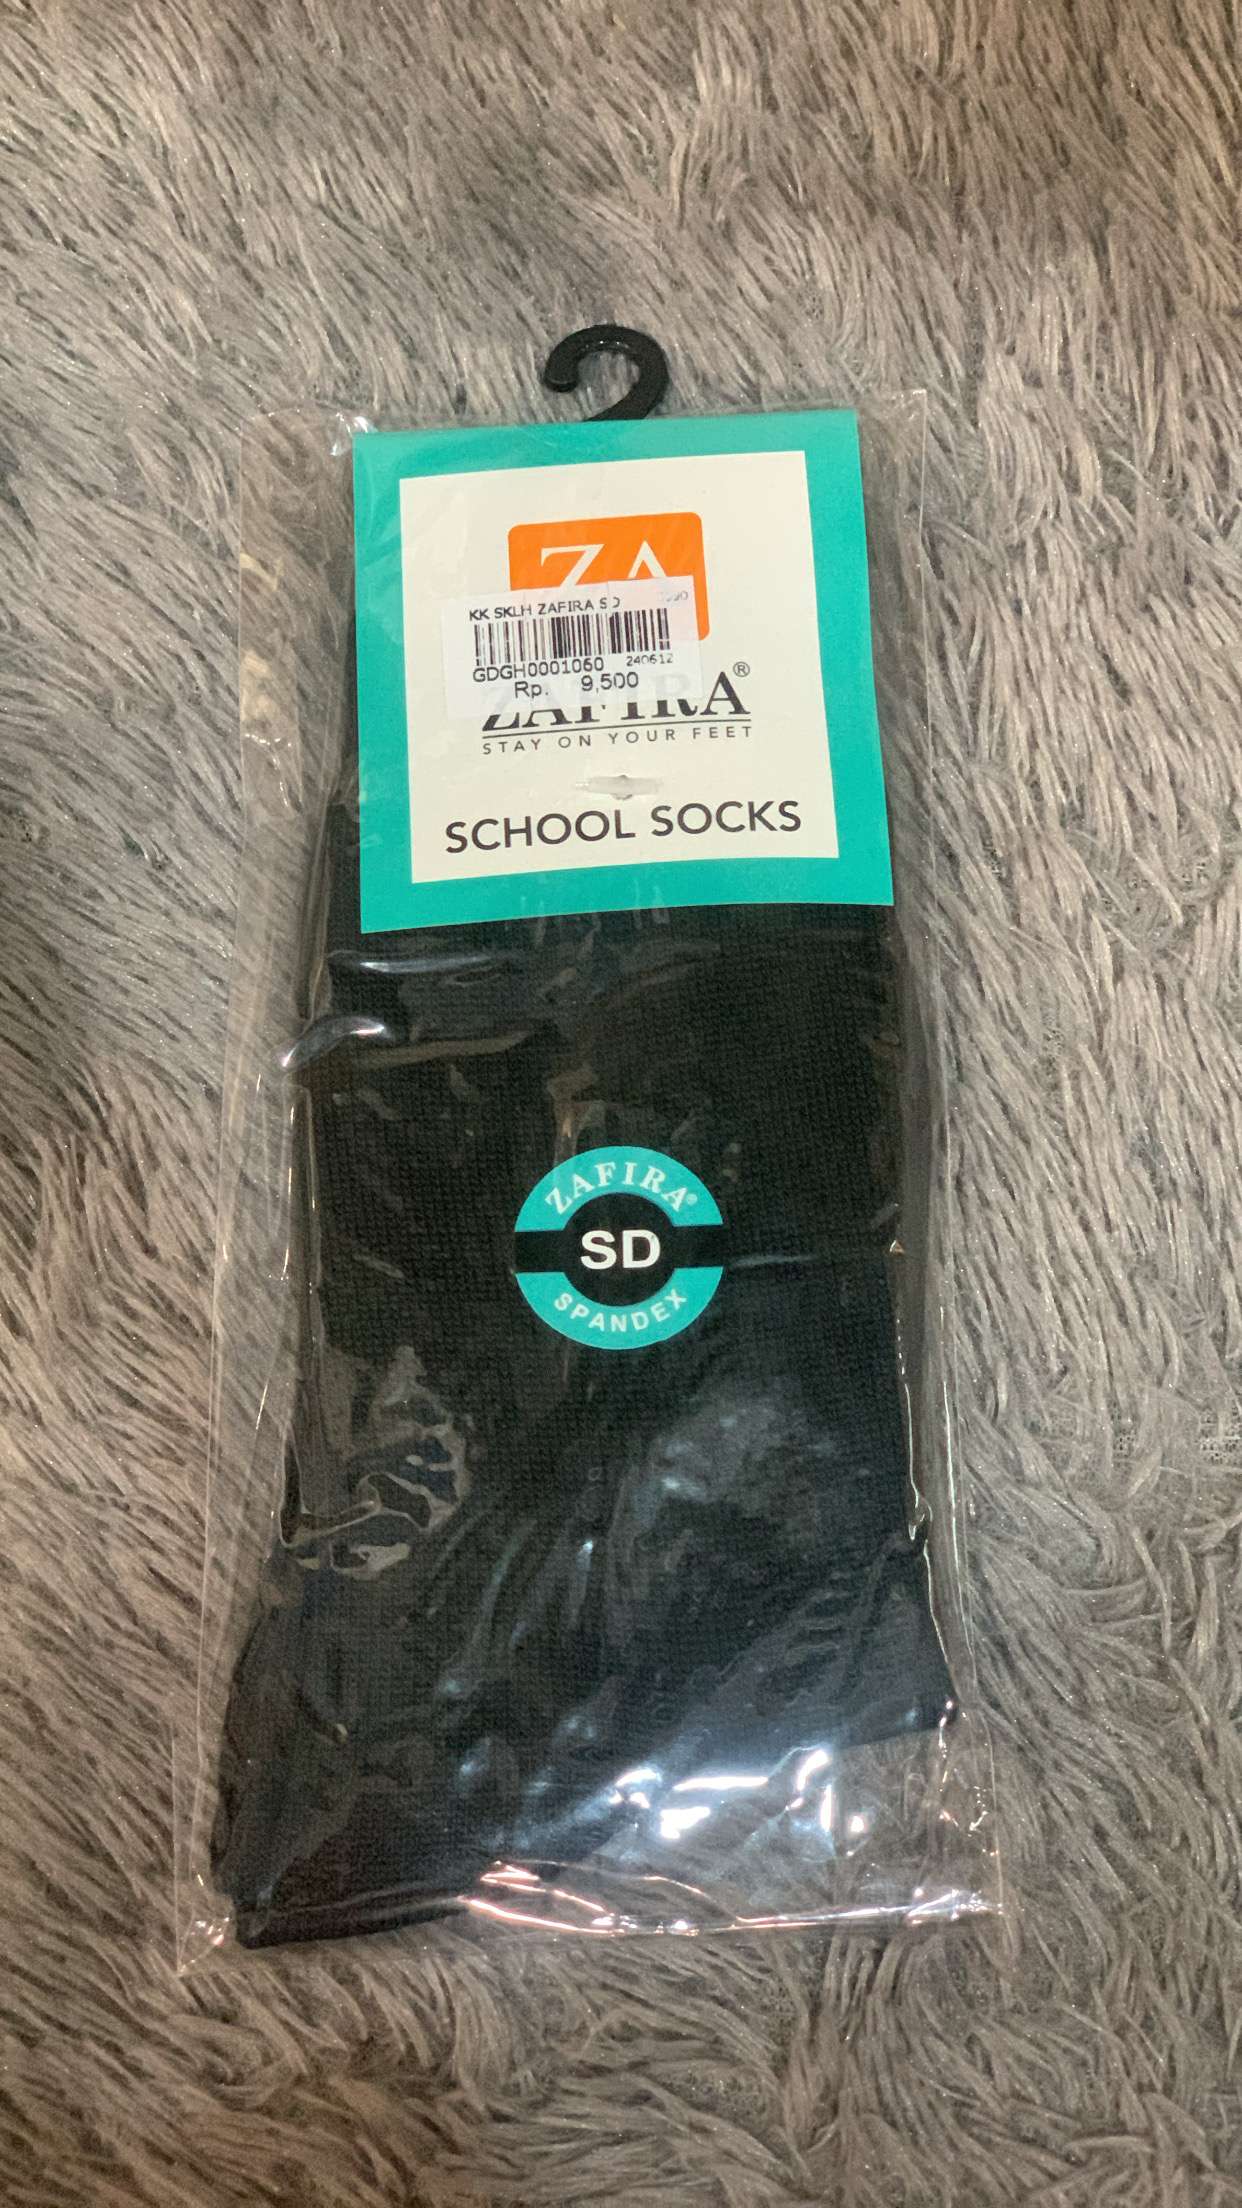 ZA
KK SKLH ZAFIRA SD
GDGH0001060 240612
Rp. 9,500
ZAFIRA®
STAY ON YOUR FEET
SCHOOL SOCKS
ZAFIRA®
SD
SPANDEX